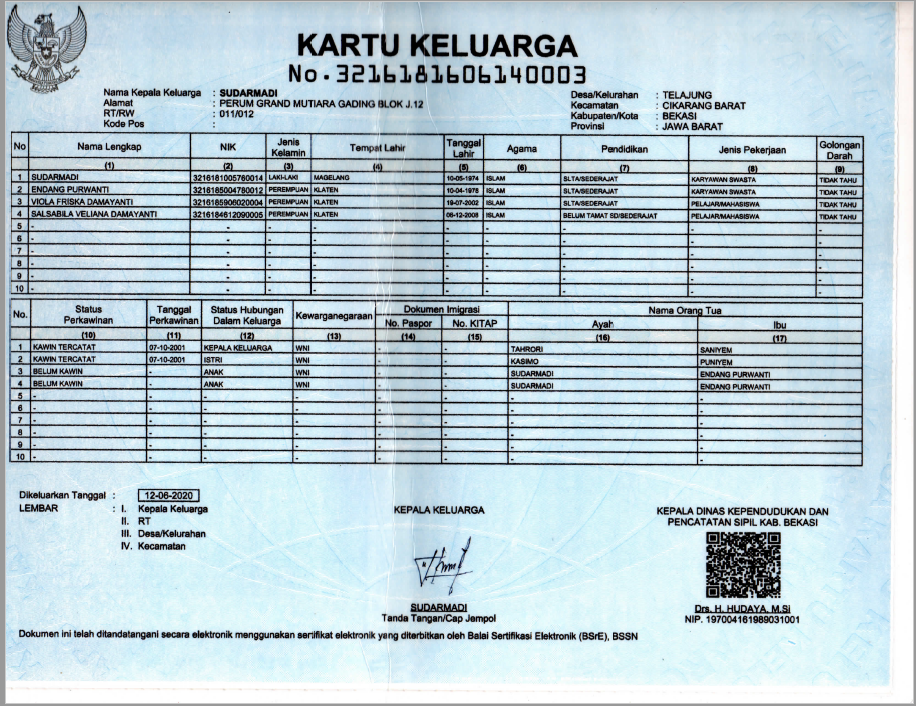 KARTU KELUARGA
No.3216181606140003
Nama Kepala Keluarga : SUDARMADI
Alamat : PERUM GRAND MUTIARA GADING BLOK J.12
RT/RW : 011/012
Kode Pos :
Desa/Kelurahan : TELAJUNG
Kecamatan : CIKARANG BARAT
Kabupaten/Kota : BEKASI
Provinsi : JAWA BARAT
No Nama Lengkap NIK Jenis Kelamin Tempat Lahir Tanggal Lahir Agama Pendidikan Jenis Pekerjaan Golongan Darah
(1) (2) (3) (4) (5) (6) (7) (8) (9)
1 SUDARMADI 3216181005760014 LAKI-LAKI MAGELANG 10-05-1974 ISLAM SLTA/SEDERAJAT KARYAWAN SWASTA TIDAK TAHU
2 ENDANG PURWANTI 3216185004780012 PEREMPUAN KLATEN 10-04-1978 ISLAM SLTA/SEDERAJAT KARYAWAN SWASTA TIDAK TAHU
3 VIOLA FRISKA DAMAYANTI 3216185906020004 PEREMPUAN KLATEN 19-07-2002 ISLAM SLTA/SEDERAJAT PELAJAR/MAHASISWA TIDAK TAHU
4 SALSABILA VELIANA DAMAYANTI 3216184612090005 PEREMPUAN KLATEN 06-12-2008 ISLAM BELUM TAMAT SD/SEDERAJAT PELAJAR/MAHASISWA TIDAK TAHU
5 - - - - - - - - -
6 - - - - - - - - -
7 - - - - - - - - -
8 - - - - - - - - -
9 - - - - - - - - -
10 - - - - - - - - -
No. Status Perkawinan Tanggal Perkawinan Status Hubungan Dalam Keluarga Kewarganegaraan Dokumen Imigrasi Nama Orang Tua
No. Paspor No. KITAP Ayah Ibu
(10) (11) (12) (13) (14) (15) (16) (17)
1 KAWIN TERCATAT 07-10-2001 KEPALA KELUARGA WNI - - TAHRORI SANIYEM
2 KAWIN TERCATAT 07-10-2001 ISTRI WNI - - KASIMO PUNIYEM
3 BELUM KAWIN - ANAK WNI - - SUDARMADI ENDANG PURWANTI
4 BELUM KAWIN - ANAK WNI - - SUDARMADI ENDANG PURWANTI
5 - - - - - - - -
6 - - - - - - - -
7 - - - - - - - -
8 - - - - - - - -
9 - - - - - - - -
10 - - - - - - - -
Dikeluarkan Tanggal : 12-06-2020
LEMBAR : I. Kepala Keluarga
II. RT
III. Desa/Kelurahan
IV. Kecamatan
KEPALA KELUARGA
SUDARMADI
Tanda Tangan/Cap Jempol
KEPALA DINAS KEPENDUDUKAN DAN
PENCATATAN SIPIL KAB. BEKASI
Drs. H. HUDAYA, M.Si
NIP. 197004161989031001
Dokumen ini telah ditandatangani secara elektronik menggunakan sertifikat elektronik yang diterbitkan oleh Balai Sertifikasi Elektronik (BSrE), BSSN